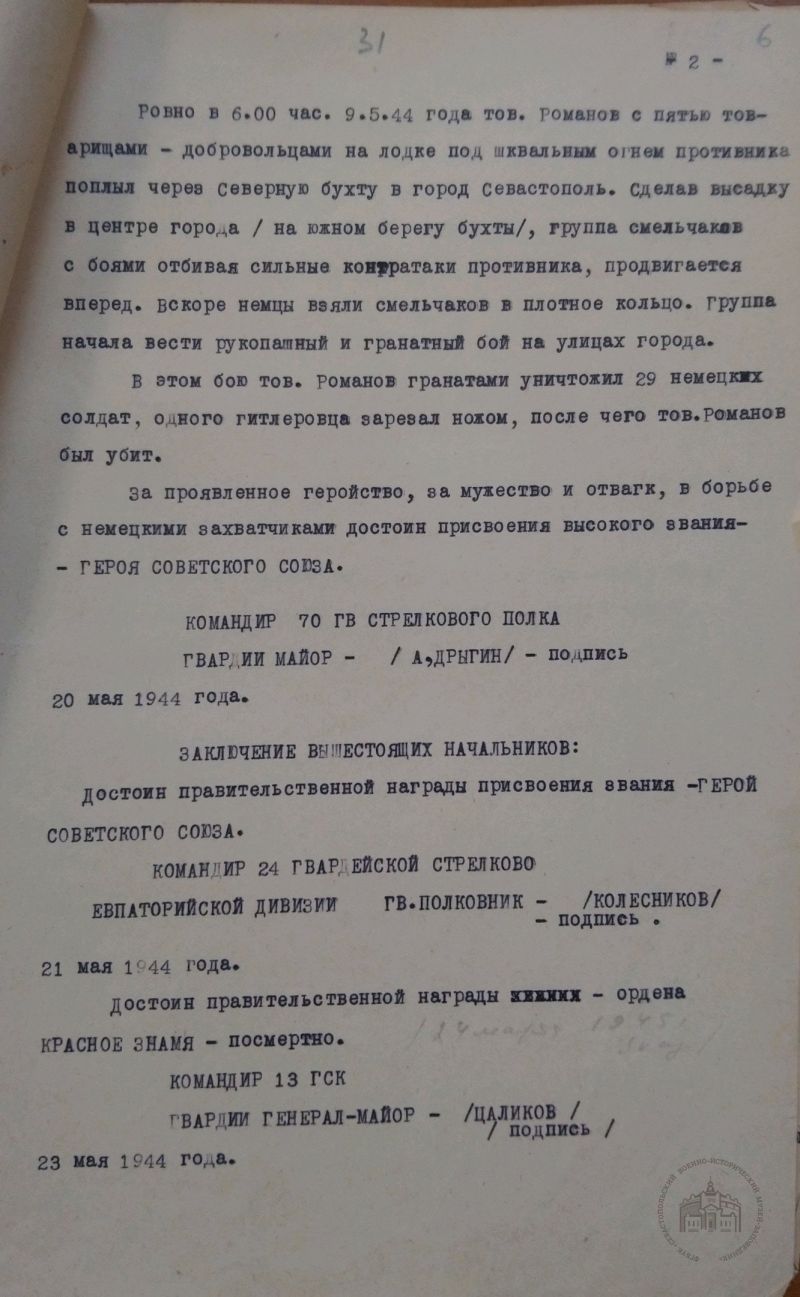 31
6
- 2 -
Ровно в 6.00 час. 9.5.44 года тов. Романов с пятью тов-
арищами - добровольцами на лодке под шквальным огнем противника
поплыл через Северную бухту в город Севастополь. Сделав высадку
в центре города / на южном берегу бухты/, группа смельчаков
с боями отбивая сильные контратаки противника, продвигается
вперед. Вскоре немцы взяли смельчаков в плотное кольцо. Группа
начала вести рукопашный и гранатный бой на улицах города.
В этом бою тов. Романов гранатами уничтожил 29 немецких
солдат, одного гитлеровца зарезал ножом, после чего тов.Романов
был убит.
За проявленное геройство, за мужество и отвагк, в борьбе
с немецкими захватчиками достоин присвоения высокого звания-
- ГЕРОЯ СОВЕТСКОГО СОЮЗА.
КОМАНДИР 70 ГВ СТРЕЛКОВОГО ПОЛКА
ГВАРДИИ МАЙОР - / А,ДРЫГИН/ - подпись
20 мая 1944 года.
ЗАКЛЮЧЕНИЕ ВЫШЕСТОЯЩИХ НАЧАЛЬНИКОВ:
Достоин правительственной награды присвоения звания -ГЕРОЙ
СОВЕТСКОГО СОЮЗА.
КОМАНДИР 24 ГВАРДЕЙСКОЙ СТРЕЛКОВО
ЕВПАТОРИЙСКОЙ ДИВИЗИИ ГВ.ПОЛКОВНИК - /КОЛЕСНИКОВ/
- подпись .
21 мая 1944 года.
Достоин правительственной награды - ордена
КРАСНОЕ ЗНАМЯ - посмертно.
КОМАНДИР 13 ГСК
ГВАРДИИ ГЕНЕРАЛ-МАЙОР - /ЦАЛИКОВ /
/ подпись /
23 мая 1944 года.
ФГБУК «СЕВАСТОПОЛЬСКИЙ ВОЕННО-ИСТОРИЧЕСКИЙ МУЗЕЙ-ЗАПОВЕДНИК»